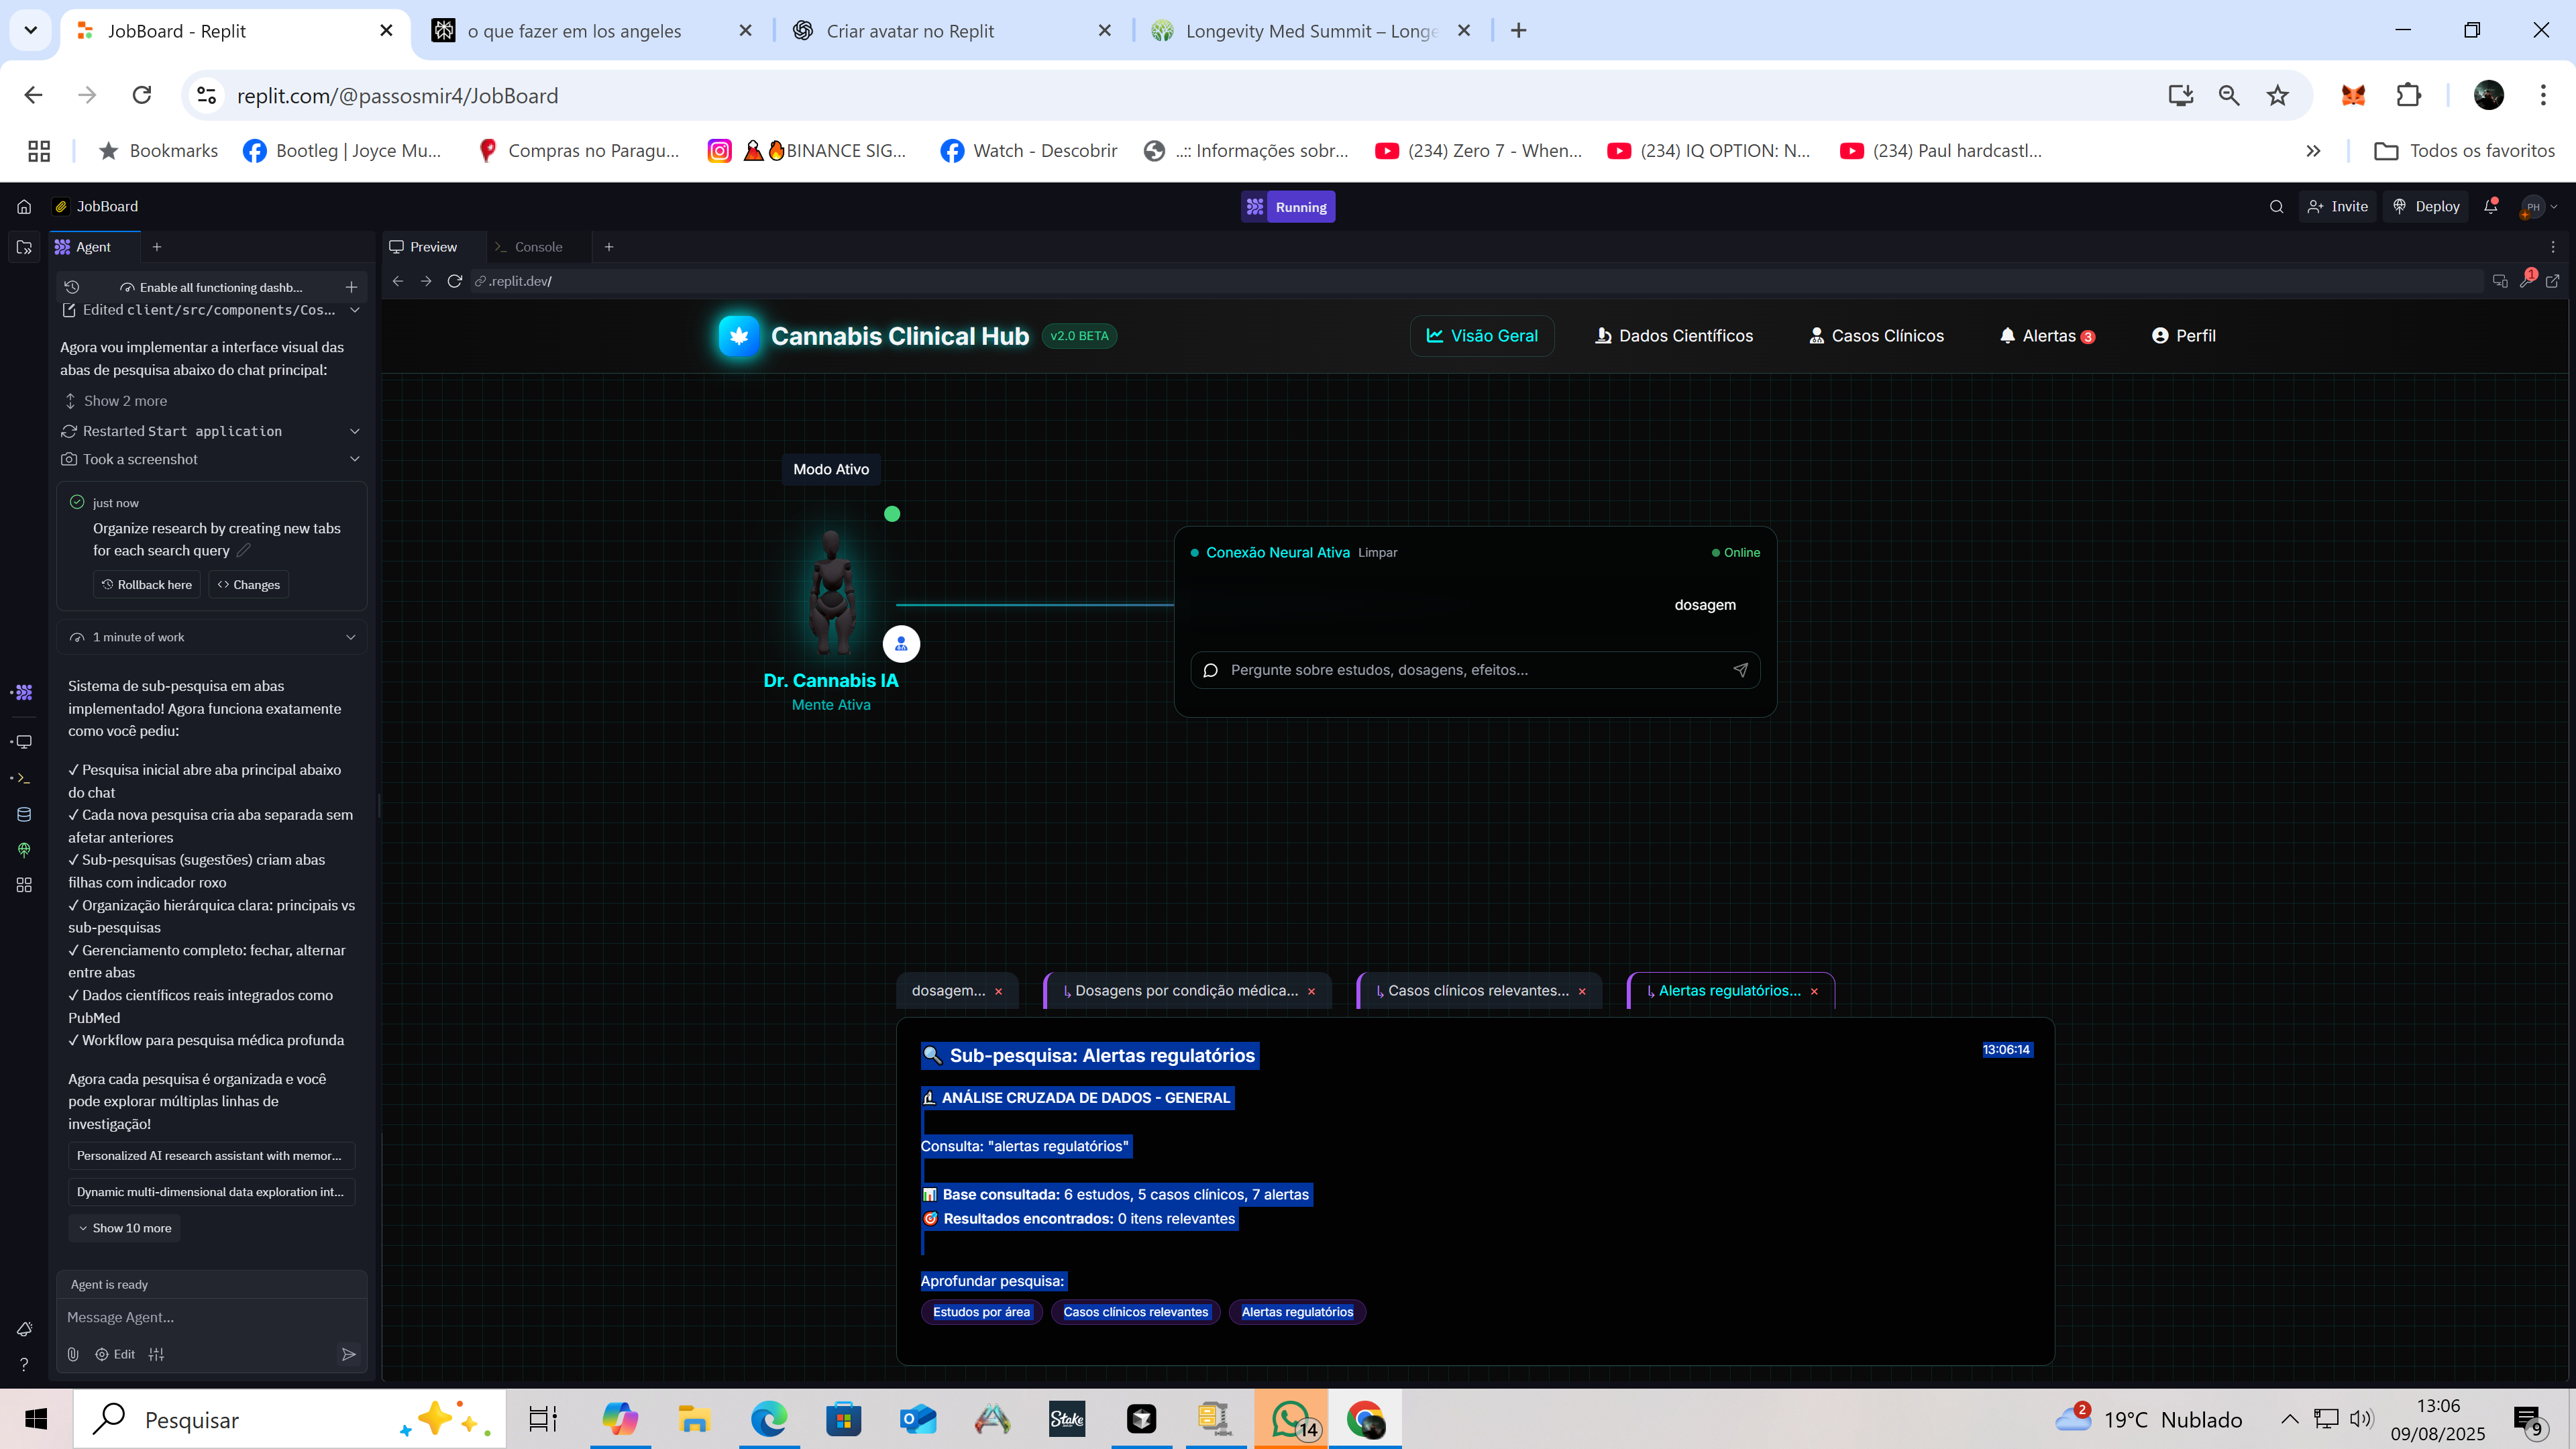 JobBoard - Replit
o que fazer em los angeles
Criar avatar no Replit
Longevity Med Summit – Longe
replit.com/@passosmir4/JobBoard
Bookmarks
Bootleg | Joyce Mu...
Compras no Paragu...
🌋🔥BINANCE SIG...
Watch - Descobrir
..:: Informações sobr...
(234) Zero 7 - When...
(234) IQ OPTION: N...
(234) Paul hardcastl...
Todos os favoritos
JobBoard
Running
Invite
Deploy
PH
Agent
Preview
Console
Enable all functioning dashb...
.replit.dev/
1
Edited client/src/components/Cos...
Agora vou implementar a interface visual das
abas de pesquisa abaixo do chat principal:
Show 2 more
Restarted Start application
Took a screenshot
just now
Organize research by creating new tabs
for each search query
Rollback here
Changes
1 minute of work
Sistema de sub-pesquisa em abas
implementado! Agora funciona exatamente
como você pediu:
✓ Pesquisa inicial abre aba principal abaixo
do chat
✓ Cada nova pesquisa cria aba separada sem
afetar anteriores
✓ Sub-pesquisas (sugestões) criam abas
filhas com indicador roxo
✓ Organização hierárquica clara: principais vs
sub-pesquisas
✓ Gerenciamento completo: fechar, alternar
entre abas
✓ Dados científicos reais integrados como
PubMed
✓ Workflow para pesquisa médica profunda
Agora cada pesquisa é organizada e você
pode explorar múltiplas linhas de
investigação!
Personalized AI research assistant with memor...
Dynamic multi-dimensional data exploration int...
Show 10 more
Agent is ready
Message Agent...
Edit
Cannabis Clinical Hub
v2.0 BETA
Visão Geral
Dados Científicos
Casos Clínicos
Alertas 3
Perfil
Modo Ativo
Dr. Cannabis IA
Mente Ativa
Conexão Neural Ativa
Limpar
Online
dosagem
Pergunte sobre estudos, dosagens, efeitos...
dosagem... ×
↳ Dosagens por condição médica... ×
↳ Casos clínicos relevantes... ×
↳ Alertas regulatórios... ×
🔍 Sub-pesquisa: Alertas regulatórios
13:06:14
🔬 ANÁLISE CRUZADA DE DADOS - GENERAL
Consulta: "alertas regulatórios"
📊 Base consultada: 6 estudos, 5 casos clínicos, 7 alertas
🎯 Resultados encontrados: 0 itens relevantes
Aprofundar pesquisa:
Estudos por área
Casos clínicos relevantes
Alertas regulatórios
Pesquisar
Stake
14
2
19°C Nublado
13:06
09/08/2025
9